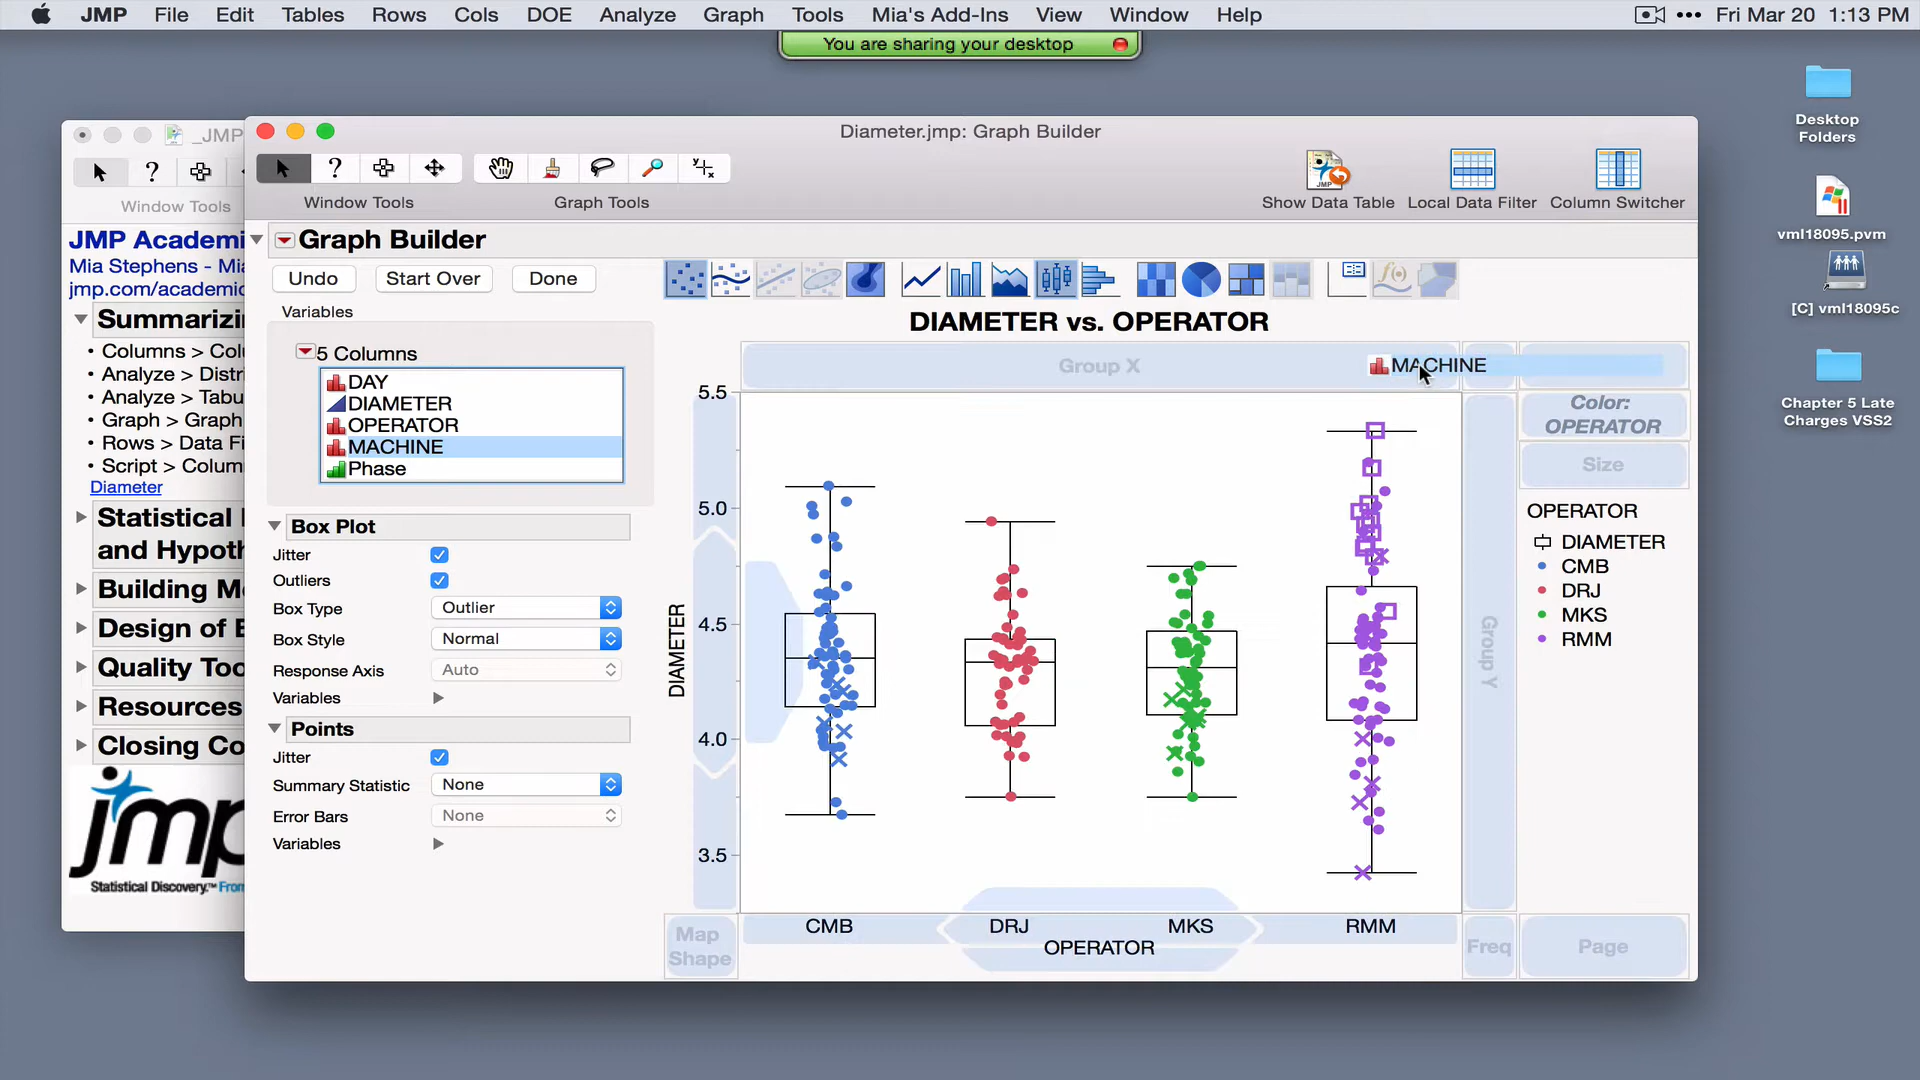 JMP File Edit Tables Rows Cols DOE Analyze Graph Tools Mia's Add-Ins View Window Help Fri Mar 20 1:13 PM
You are sharing your desktop
Desktop
Folders
vml18095.pvm
[C] vml18095c
Chapter 5 Late
Charges VSS2
_JMP
?
Window Tools
JMP Academi
Mia Stephens - Mia
jmp.com/academic
Summarizi
• Columns > Col
• Analyze > Distr
• Analyze > Tabu
• Graph > Graph
• Rows > Data Fi
• Script > Colum
Diameter
Statistical I
and Hypoth
Building Mo
Design of E
Quality Too
Resources
Closing Co
jmp
Statistical Discovery.™ From
Diameter.jmp: Graph Builder
?
Window Tools Graph Tools
JMP
Show Data Table Local Data Filter Column Switcher
Graph Builder
Undo Start Over Done
Variables
5 Columns
DAY
DIAMETER
OPERATOR
MACHINE
Phase
Box Plot
Jitter
Outliers
Box Type Outlier
Box Style Normal
Response Axis Auto
Variables
Points
Jitter
Summary Statistic None
Error Bars None
Variables
DIAMETER vs. OPERATOR
Group X
MACHINE
5.5
5.0
4.5
4.0
3.5
DIAMETER
CMB DRJ MKS RMM
OPERATOR
Map
Shape
Group Y
Freq
Page
Color:
OPERATOR
Size
OPERATOR
DIAMETER
CMB
DRJ
MKS
RMM